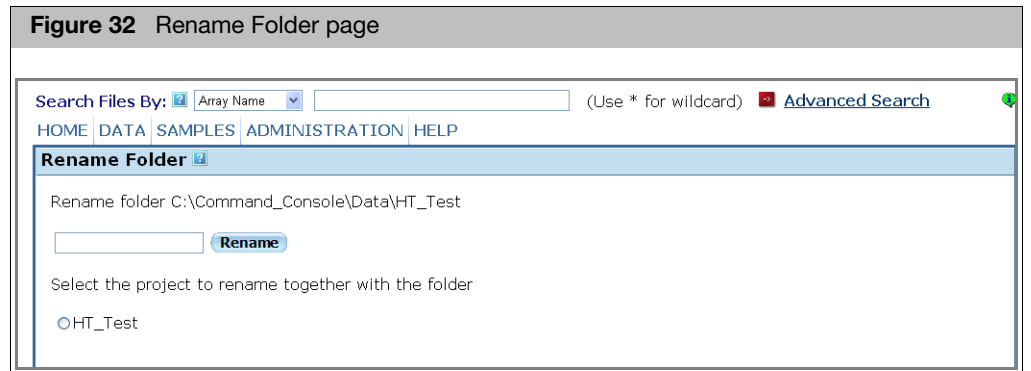 Figure 32 Rename Folder page
Search Files By: ? Array Name (Use * for wildcard) Advanced Search
HOME DATA SAMPLES ADMINISTRATION HELP
Rename Folder ?
Rename folder C:\Command_Console\Data\HT_Test
Rename
Select the project to rename together with the folder
HT_Test